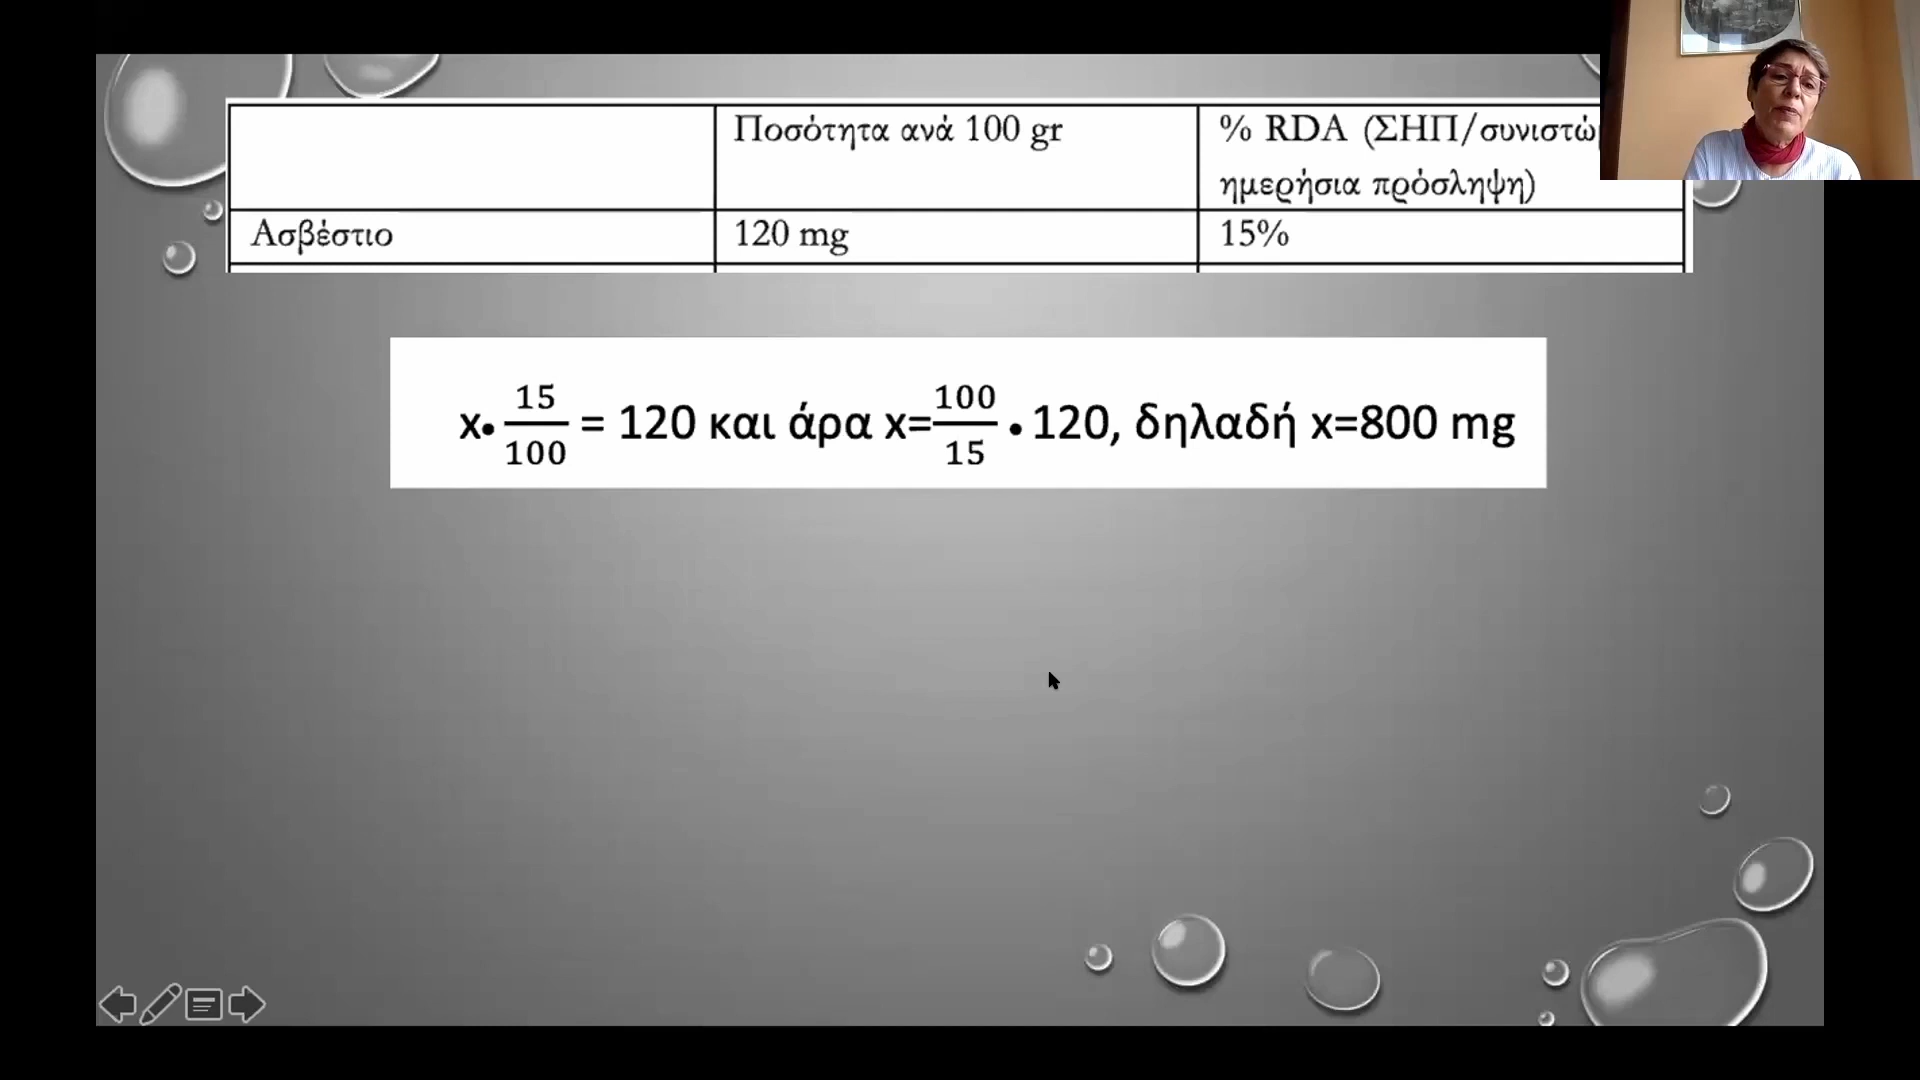 Ποσότητα ανά 100 gr
% RDA (ΣΗΠ/
ημερήσια πρόσληψη)
Ασβέστιο 120 mg 15%
x• 15/100 = 120 και άρα x= 100/15 • 120, δηλαδή x=800 mg